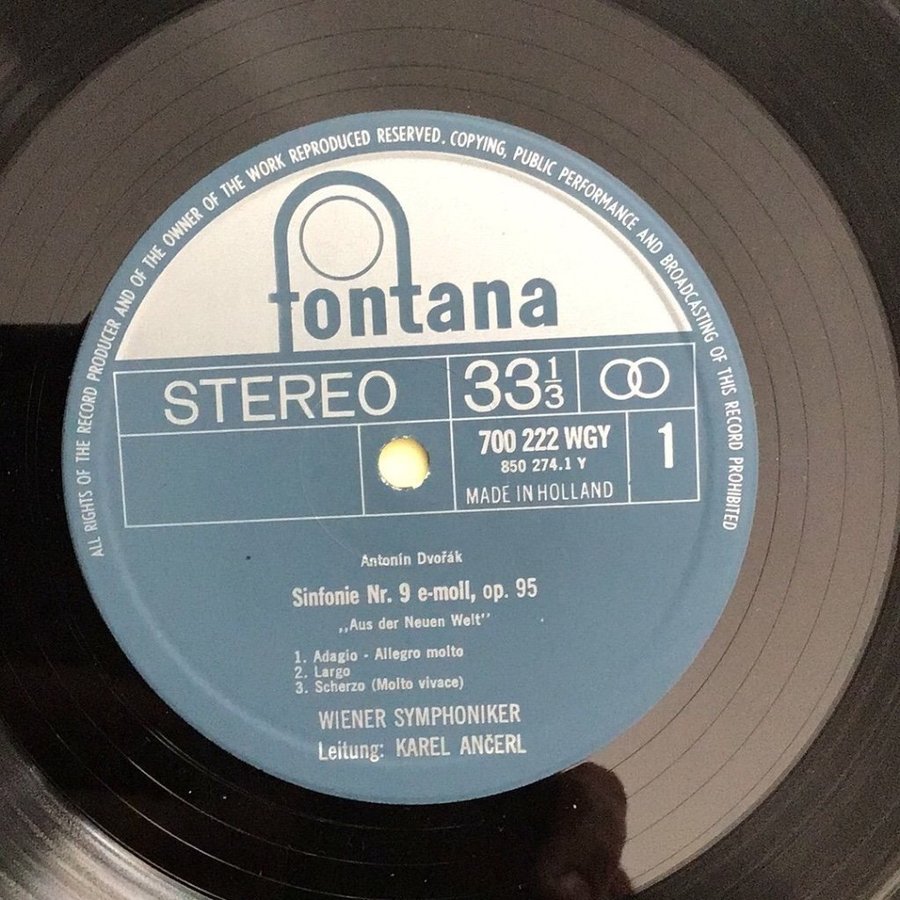 ALL RIGHTS OF THE RECORD PRODUCER AND OF THE OWNER OF THE WORK REPRODUCED RESERVED. COPYING, PUBLIC PERFORMANCE AND BROADCASTING OF THIS RECORD PROHIBITED
fontana
STEREO 33⅓
700 222 WGY 1
850 274.1 Y
MADE IN HOLLAND
Antonín Dvořák
Sinfonie Nr. 9 e-moll, op. 95
„Aus der Neuen Welt"
1. Adagio - Allegro molto
2. Largo
3. Scherzo (Molto vivace)
WIENER SYMPHONIKER
Leitung: KAREL ANČERL